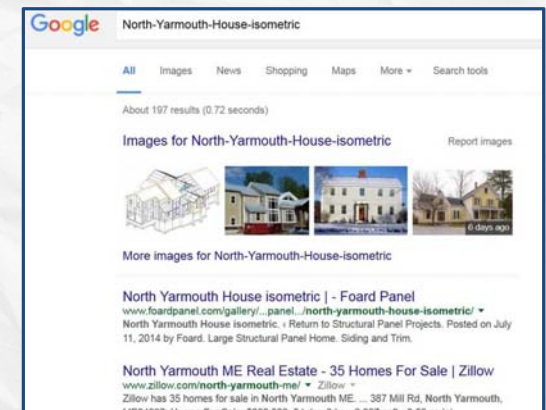 Google North-Yarmouth-House-isometric
All Images News Shopping Maps More Search tools
About 197 results (0.72 seconds)
Images for North-Yarmouth-House-isometric Report images
6 days ago
More images for North-Yarmouth-House-isometric
North Yarmouth House isometric | - Foard Panel
www.foardpanel.com/gallery/...panel.../north-yarmouth-house-isometric/
North Yarmouth House isometric. ‹ Return to Structural Panel Projects. Posted on July
11, 2014 by Foard. Large Structural Panel Home. Siding and Trim.
North Yarmouth ME Real Estate - 35 Homes For Sale | Zillow
www.zillow.com/north-yarmouth-me/ Zillow
Zillow has 35 homes for sale in North Yarmouth ME. ... 387 Mill Rd, North Yarmouth,